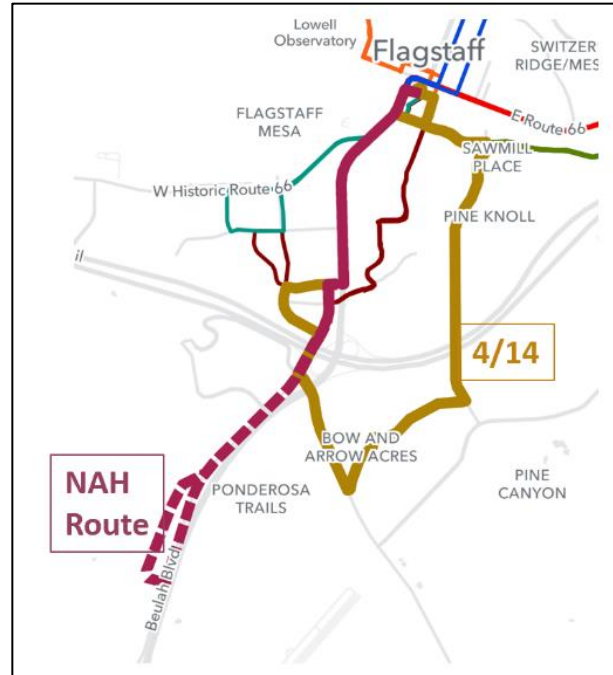 Lowell
Observatory
Flagstaff
SWITZER
RIDGE/MES
FLAGSTAFF
MESA
E Route 66
SAWMILL
PLACE
W Historic Route 66
PINE KNOLL
il
4/14
BOW AND
ARROW ACRES
NAH
Route
PONDEROSA
TRAILS
PINE
CANYON
Beulah Blvd